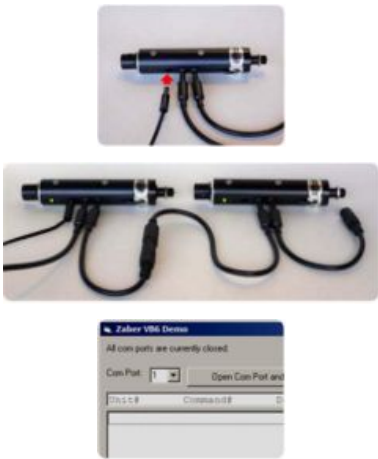 Zaber VB6 Demo
All com ports are currently closed.
Com Port: 1 Open Com Port and
Unit# Command# D